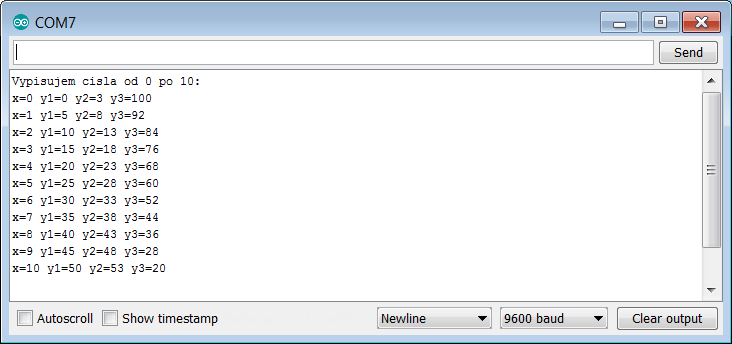 COM7
Send
Vypisujem cisla od 0 po 10:
x=0 y1=0 y2=3 y3=100
x=1 y1=5 y2=8 y3=92
x=2 y1=10 y2=13 y3=84
x=3 y1=15 y2=18 y3=76
x=4 y1=20 y2=23 y3=68
x=5 y1=25 y2=28 y3=60
x=6 y1=30 y2=33 y3=52
x=7 y1=35 y2=38 y3=44
x=8 y1=40 y2=43 y3=36
x=9 y1=45 y2=48 y3=28
x=10 y1=50 y2=53 y3=20
Autoscroll Show timestamp Newline 9600 baud Clear output